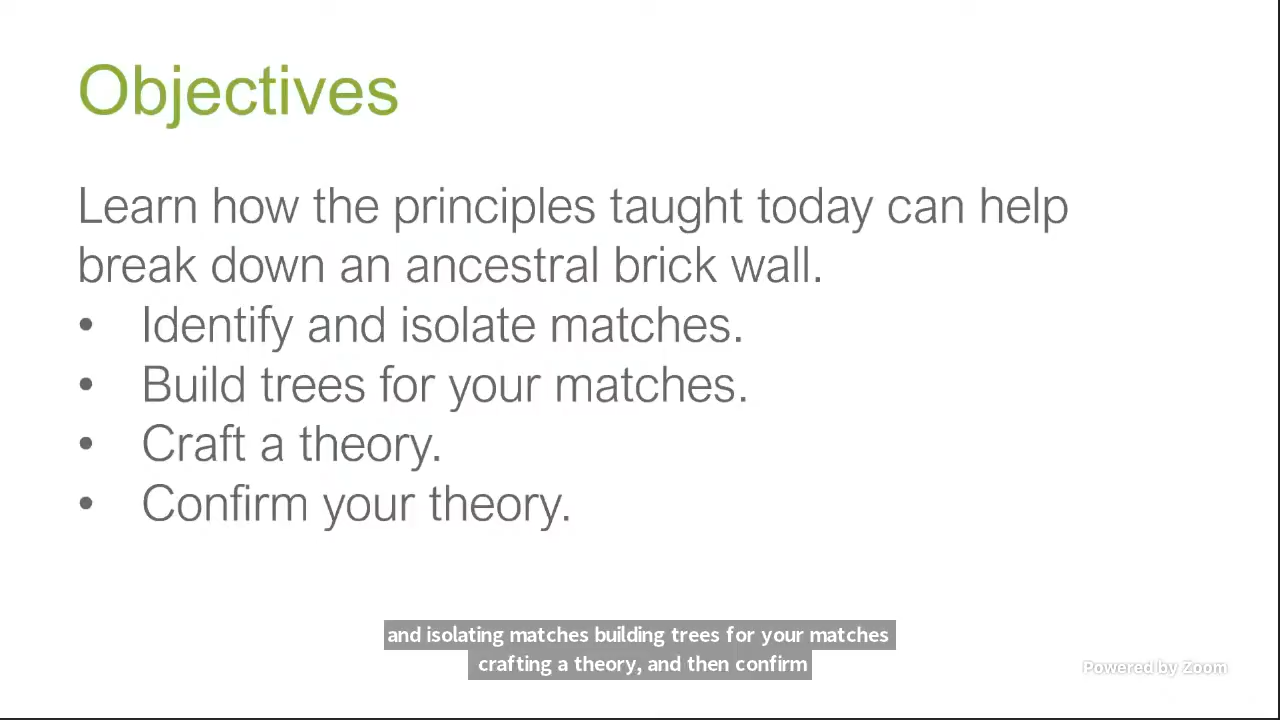 Objectives
Learn how the principles taught today can help
break down an ancestral brick wall.
• Identify and isolate matches.
• Build trees for your matches.
• Craft a theory.
• Confirm your theory.
and isolating matches building trees for your matches
crafting a theory, and then confirm
Powered by Zoom